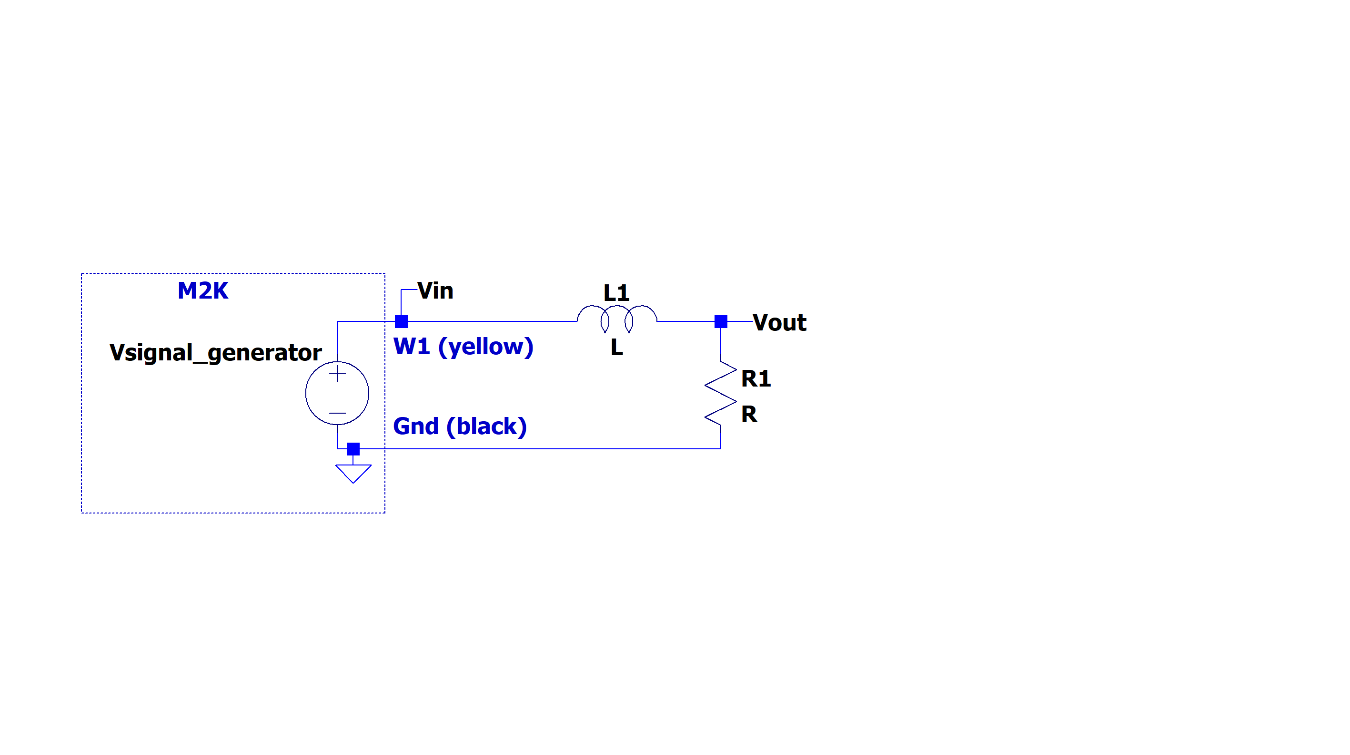 M2K
Vin
L1
Vsignal_generator
W1 (yellow)
L
Vout
R1
R
Gnd (black)